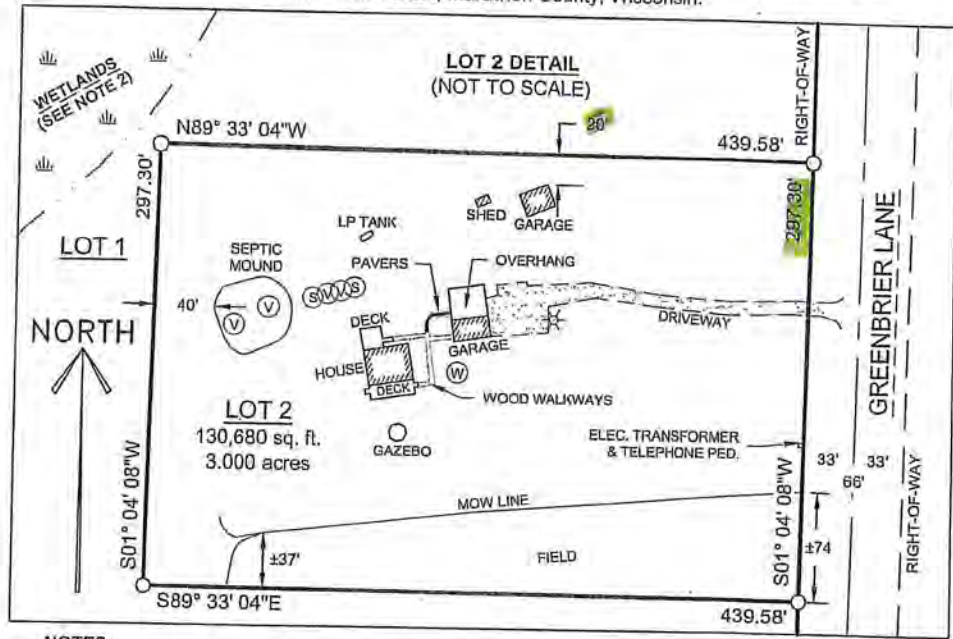 Marathon County, Wisconsin.
WETLANDS
(SEE NOTE 2)
LOT 2 DETAIL
(NOT TO SCALE)
RIGHT-OF-WAY
N89° 33' 04"W
20'
439.58'
297.30'
297.30'
LOT 1
LP TANK
SHED
GARAGE
SEPTIC
MOUND
PAVERS
OVERHANG
40'
V
V
S
V
V
S
NORTH
DECK
GARAGE
DRIVEWAY
HOUSE
DECK
W
WOOD WALKWAYS
GREENBRIER LANE
LOT 2
130,680 sq. ft.
3.000 acres
GAZEBO
ELEC. TRANSFORMER
& TELEPHONE PED.
33'
33'
66'
S01° 04' 08"W
S01° 04' 08"W
MOW LINE
FIELD
±37'
±74
RIGHT-OF-WAY
S89° 33' 04"E
439.58'
NOTES